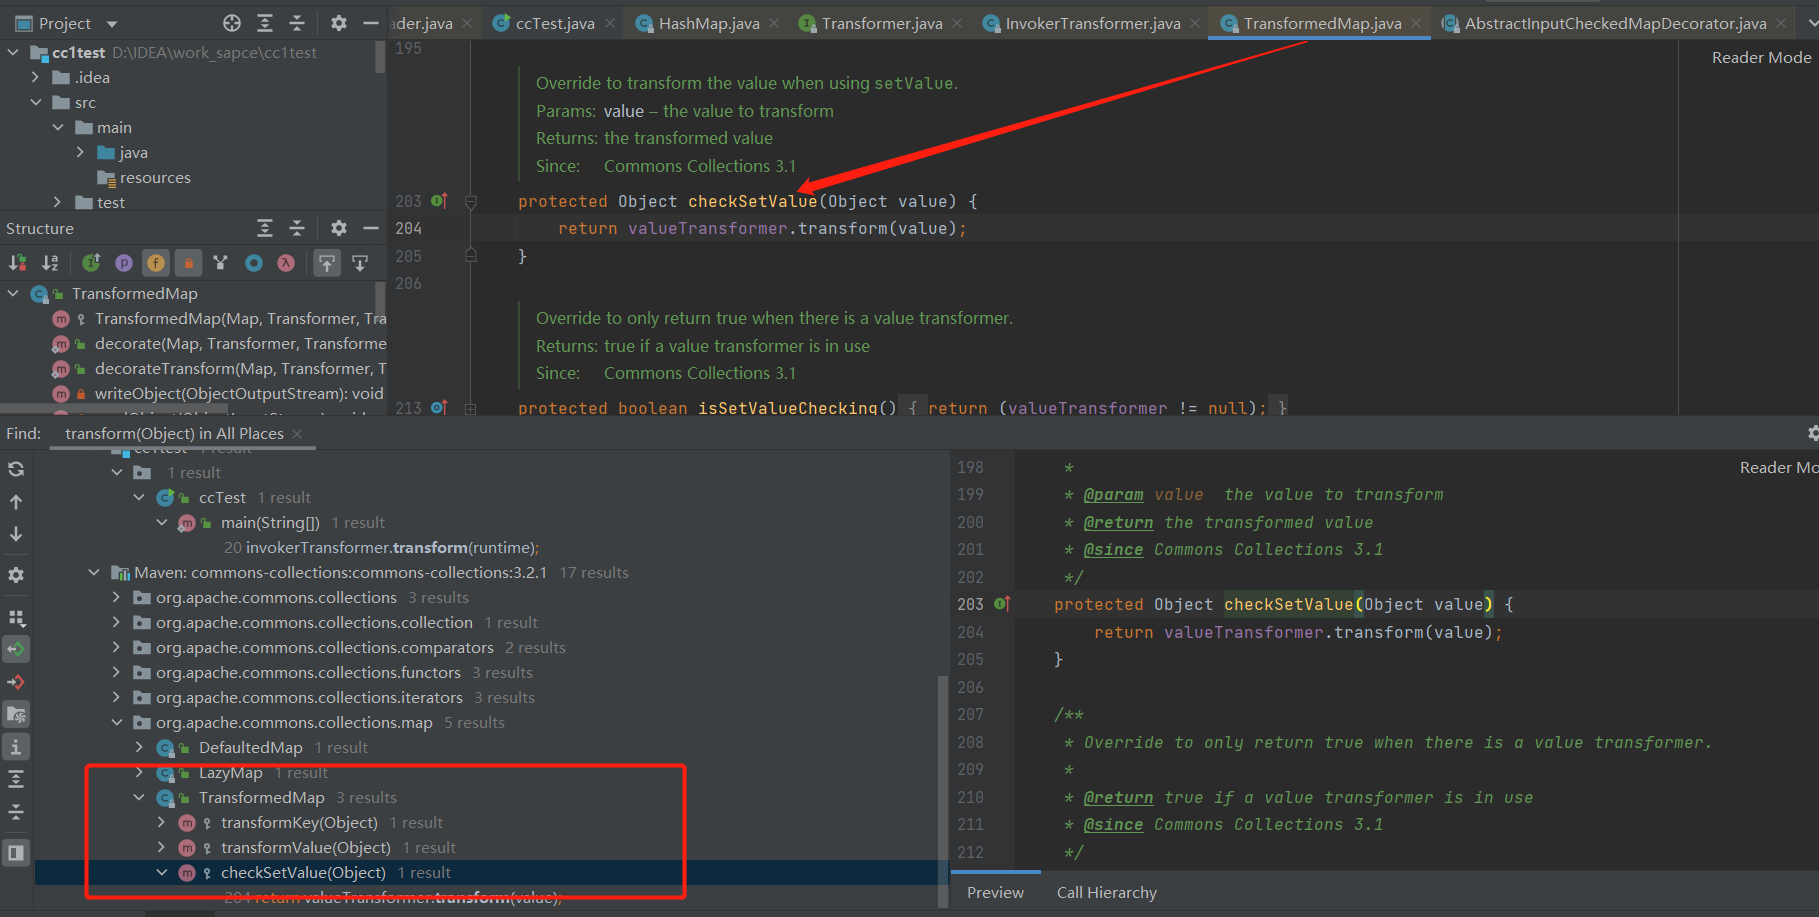 Project
ader.java
ccTest.java
HashMap.java
Transformer.java
InvokerTransformer.java
TransformedMap.java
AbstractInputCheckedMapDecorator.java
cc1test D:\IDEA\work_sapce\cc1test
.idea
src
main
java
resources
test
Structure
TransformedMap
TransformedMap(Map, Transformer, Tra
decorate(Map, Transformer, Transforme
decorateTransform(Map, Transformer, T
writeObject(ObjectOutputStream): void
195
Reader Mode
Override to transform the value when using setValue.
Params: value – the value to transform
Returns: the transformed value
Since: Commons Collections 3.1
203 protected Object checkSetValue(Object value) {
204 return valueTransformer.transform(value);
205 }
206
Override to only return true when there is a value transformer.
Returns: true if a value transformer is in use
Since: Commons Collections 3.1
213 protected boolean isSetValueChecking() { return (valueTransformer != null); }
Find: transform(Object) in All Places
cc1test 1 result
1 result
ccTest 1 result
main(String[]) 1 result
20 invokerTransformer.transform(runtime);
Maven: commons-collections:commons-collections:3.2.1 17 results
org.apache.commons.collections 3 results
org.apache.commons.collections.collection 1 result
org.apache.commons.collections.comparators 2 results
org.apache.commons.collections.functors 3 results
org.apache.commons.collections.iterators 3 results
org.apache.commons.collections.map 5 results
DefaultedMap 1 result
LazyMap 1 result
TransformedMap 3 results
transformKey(Object) 1 result
transformValue(Object) 1 result
checkSetValue(Object) 1 result
204 return valueTransformer.transform(value);
198 *
Reader Mo
199 * @param value the value to transform
200 * @return the transformed value
201 * @since Commons Collections 3.1
202 */
203 protected Object checkSetValue(Object value) {
204 return valueTransformer.transform(value);
205 }
206
207 /**
208 * Override to only return true when there is a value transformer.
209 *
210 * @return true if a value transformer is in use
211 * @since Commons Collections 3.1
212 */
Preview
Call Hierarchy